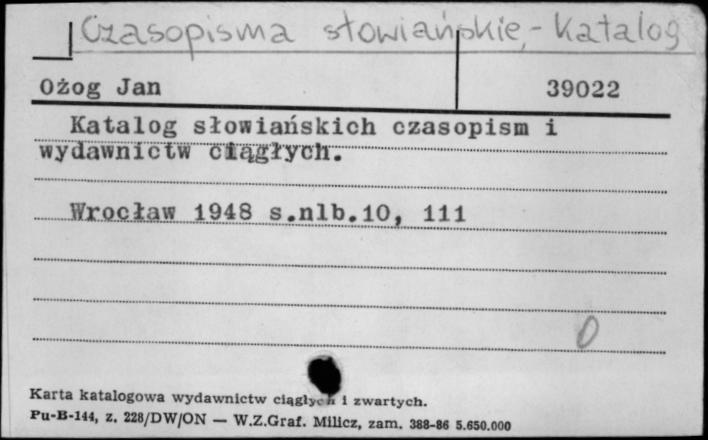 Czasopisma słowiańskie, - Katalog
Ożog Jan 39022
Katalog słowiańskich czasopism i
wydawnictw ciągłych.
Wrocław 1948 s.nlb.10, 111
0
Karta katalogowa wydawnictw ciągłych i zwartych.
Pu-B-144, z. 228/DW/ON — W.Z.Graf. Milicz, zam. 388-86 5.650.000